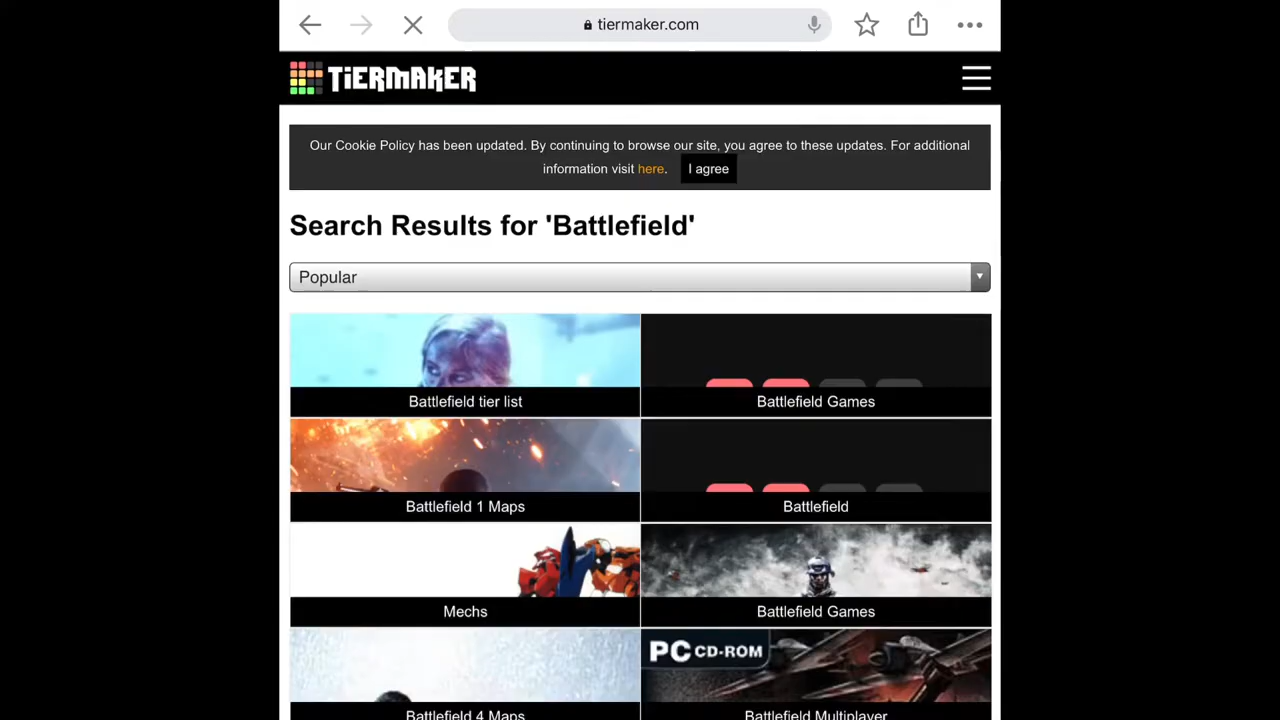 tiermaker.com
TiERMAKER
Our Cookie Policy has been updated. By continuing to browse our site, you agree to these updates. For additional
information visit here. I agree
Search Results for 'Battlefield'
Popular
Battlefield tier list
Battlefield Games
Battlefield 1 Maps
Battlefield
Mechs
Battlefield Games
PC CD-ROM
Battlefield 4 Maps
Battlefield Multiplayer